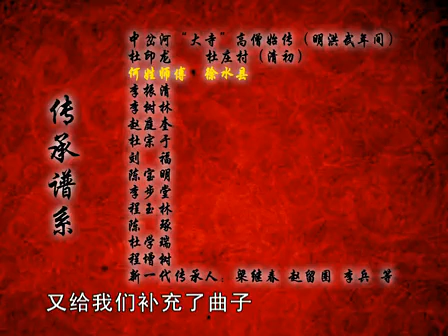 传承谱系
中岔河“大寺”高僧始传（明洪武年间）
杜印龙 杜庄村（清初）
何姓师傅，徐水县
李振清
李树林
赵庭奎
杜宗于
刘福
陈宝明
李步堂
程玉林
陈琢
杜学瑞
程增树
新一代传承人：梁继春 赵留团 李兵 等
又给我们补充了曲子